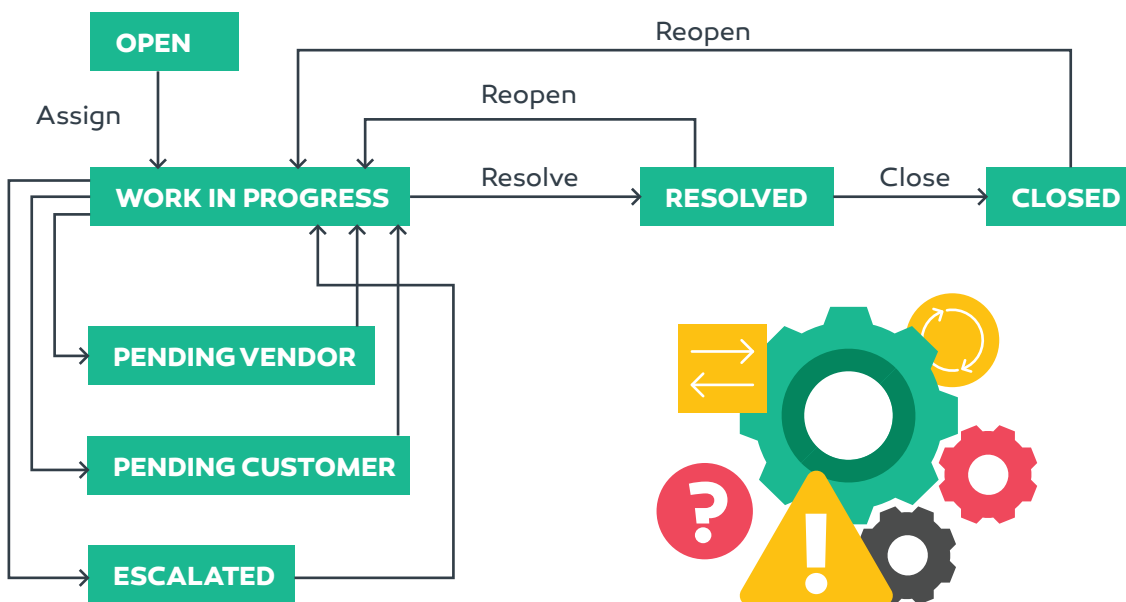 OPEN
Reopen
Reopen
Assign
WORK IN PROGRESS
Resolve
RESOLVED
Close
CLOSED
PENDING VENDOR
PENDING CUSTOMER
?
!
ESCALATED